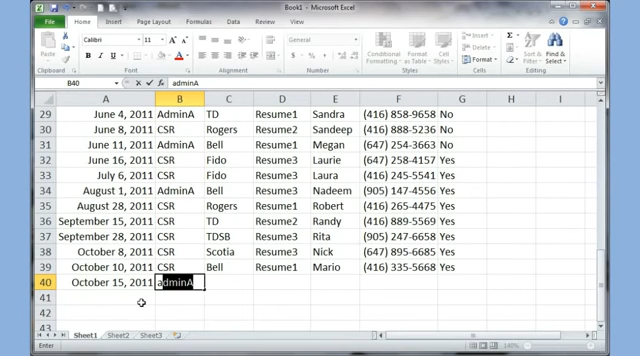 Book1 - Microsoft Excel
File Home Insert Page Layout Formulas Data Review View
Calibri 11
Paste
Conditional Formatting Format as Table Cell Styles
Insert
Delete
Format
Sort & Filter Find & Select
Clipboard Font Alignment Number Styles Cells Editing
B40 fx adminA
A B C D E F G H I
29 June 4, 2011 AdminA TD Resume1 Sandra (416) 858-9658 No
30 June 8, 2011 CSR Rogers Resume2 Sandeep (416) 888-5236 No
31 June 11, 2011 AdminA Bell Resume1 Megan (647) 254-3663 No
32 June 16, 2011 CSR Fido Resume3 Laurie (647) 258-4157 Yes
33 July 6, 2011 CSR Fido Resume3 Laura (416) 245-5541 Yes
34 August 1, 2011 AdminA Bell Resume3 Nadeem (905) 147-4556 Yes
35 August 28, 2011 CSR Rogers Resume1 Robert (416) 265-4475 Yes
36 September 15, 2011 CSR TD Resume2 Randy (416) 889-5569 Yes
37 September 28, 2011 CSR TDSB Resume3 Rita (905) 247-6658 Yes
38 October 8, 2011 CSR Scotia Resume3 Nick (647) 895-6685 Yes
39 October 10, 2011 CSR Bell Resume1 Mario (416) 335-5668 Yes
40 October 15, 2011 adminA
41
42
43
Sheet1 Sheet2 Sheet3
Enter 140%